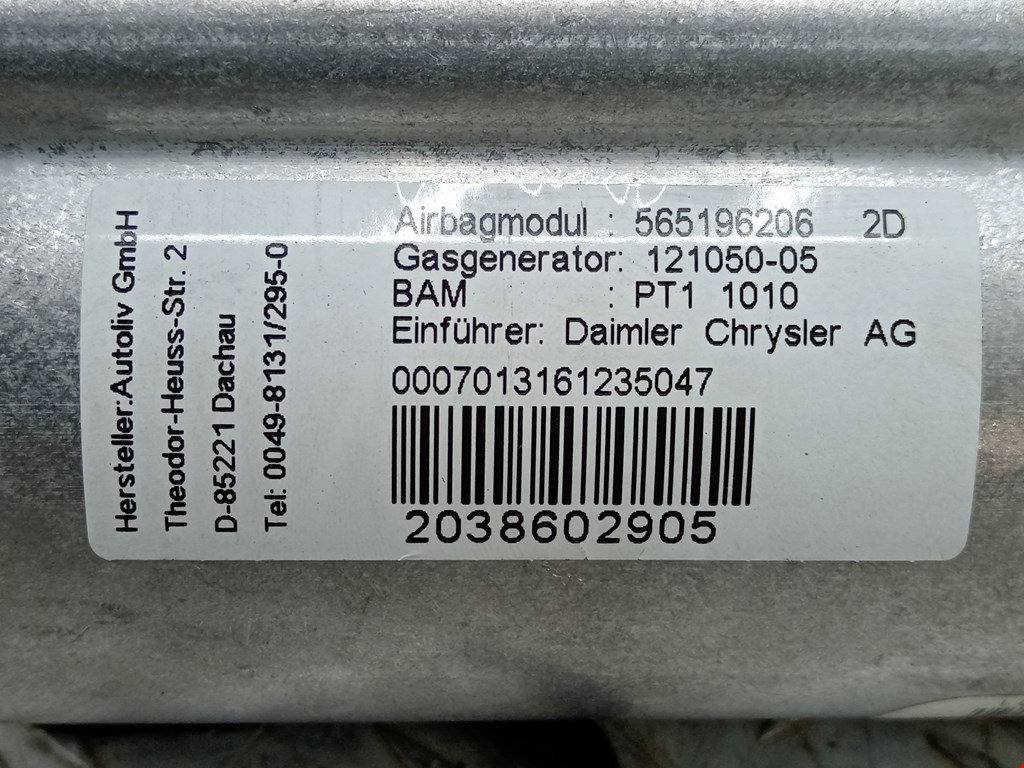 Hersteller:Autoliv GmbH
Theodor-Heuss-Str. 2
D-85221 Dachau
Tel: 0049-8131/295-0
Airbagmodul : 565196206 2D
Gasgenerator: 121050-05
BAM : PT1 1010
Einführer: Daimler Chrysler AG
0007013161235047
2038602905